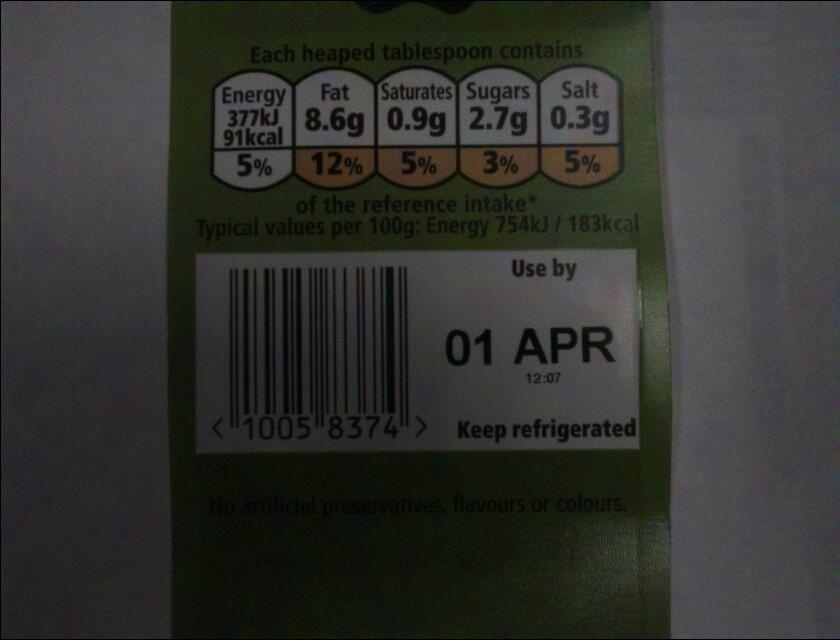 Each heaped tablespoon contains
Energy Fat Saturates Sugars Salt
377kJ 8.6g 0.9g 2.7g 0.3g
91kcal
5% 12% 5% 3% 5%
of the reference intake*
Typical values per 100g: Energy 754kJ / 183kcal
Use by
01 APR
12:07
< 1005 8374 > Keep refrigerated
No artificial preservatives, flavours or colours.